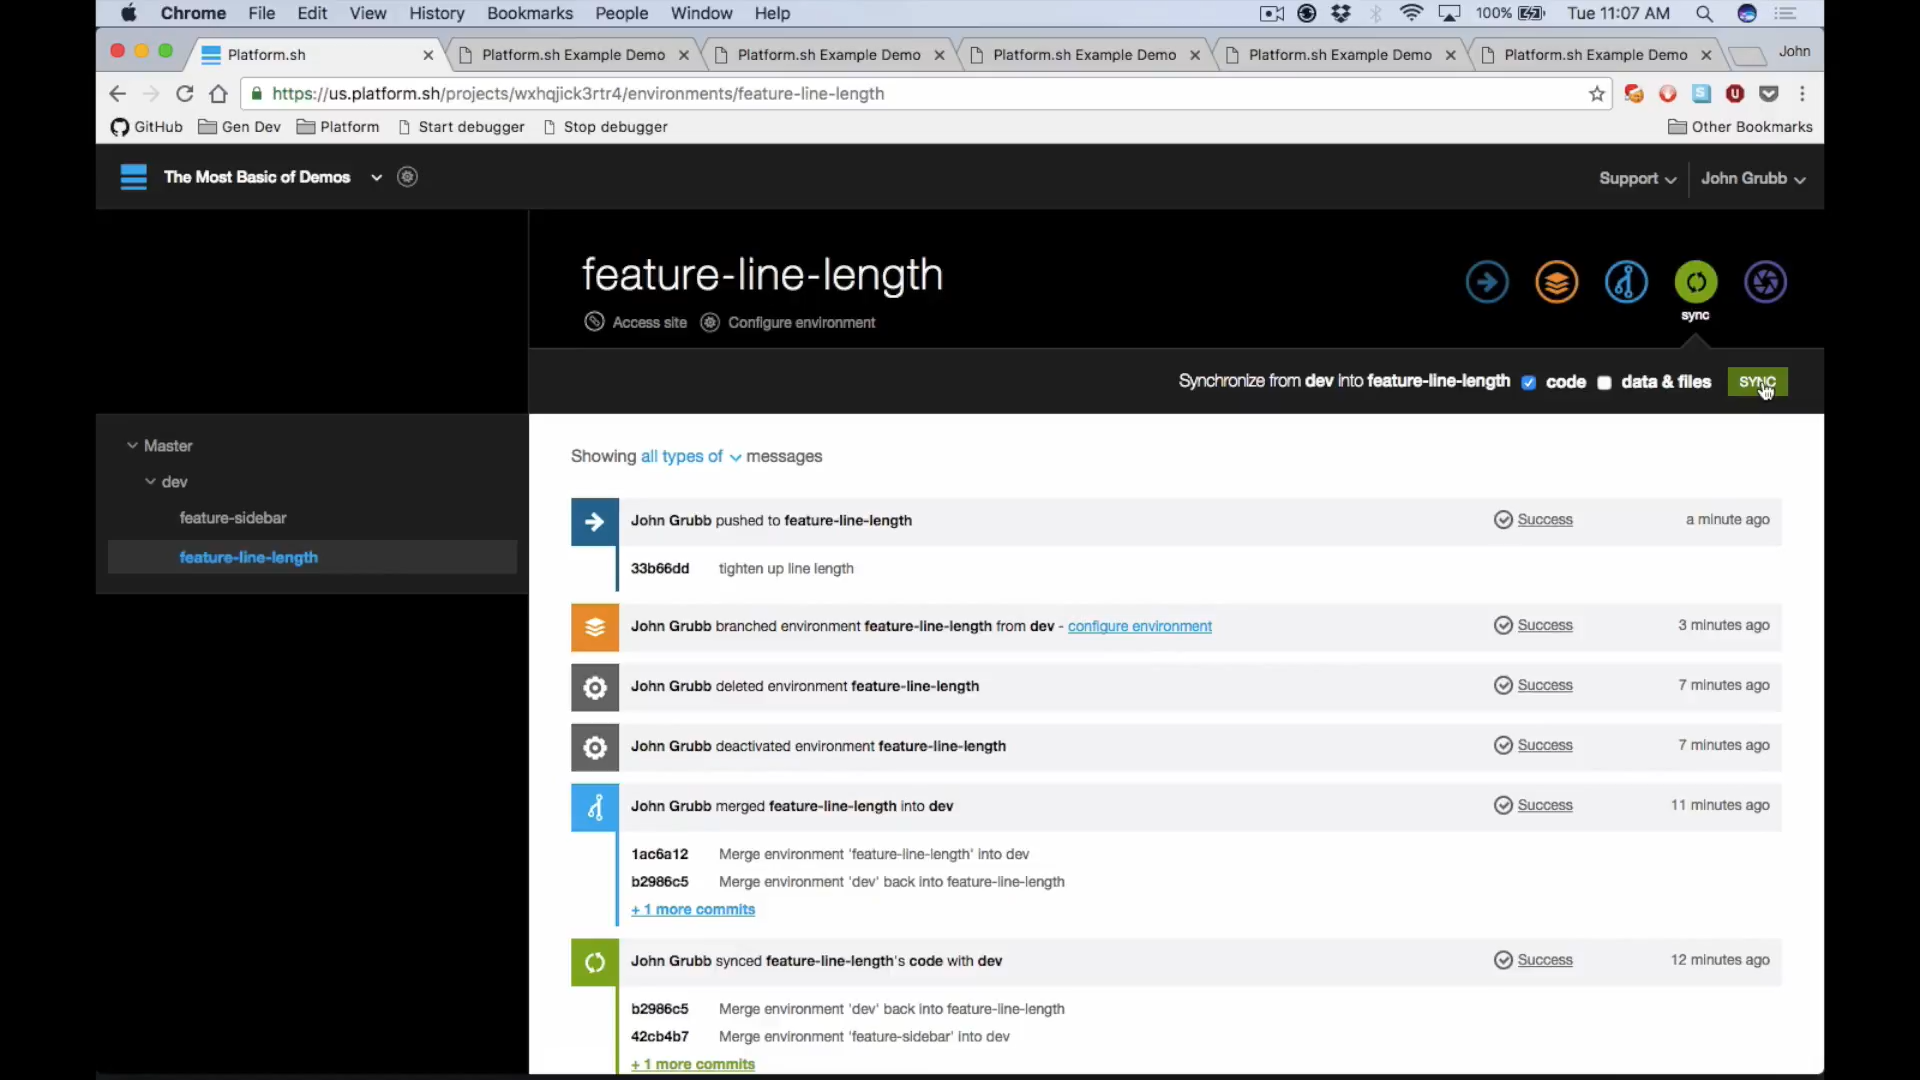 Chrome File Edit View History Bookmarks People Window Help 100% Tue 11:07 AM
Platform.sh Platform.sh Example Demo Platform.sh Example Demo Platform.sh Example Demo Platform.sh Example Demo Platform.sh Example Demo John
https://us.platform.sh/projects/wxhqjick3rtr4/environments/feature-line-length
GitHub Gen Dev Platform Start debugger Stop debugger Other Bookmarks
The Most Basic of Demos Support John Grubb
feature-line-length
sync
Access site Configure environment
Synchronize from dev into feature-line-length code data & files SYNC
Master
dev
feature-sidebar
feature-line-length
Showing all types of messages
John Grubb pushed to feature-line-length Success a minute ago
33b66dd tighten up line length
John Grubb branched environment feature-line-length from dev - configure environment Success 3 minutes ago
John Grubb deleted environment feature-line-length Success 7 minutes ago
John Grubb deactivated environment feature-line-length Success 7 minutes ago
John Grubb merged feature-line-length into dev Success 11 minutes ago
1ac6a12 Merge environment 'feature-line-length' into dev
b2986c5 Merge environment 'dev' back into feature-line-length
+ 1 more commits
John Grubb synced feature-line-length's code with dev Success 12 minutes ago
b2986c5 Merge environment 'dev' back into feature-line-length
42cb4b7 Merge environment 'feature-sidebar' into dev
+ 1 more commits